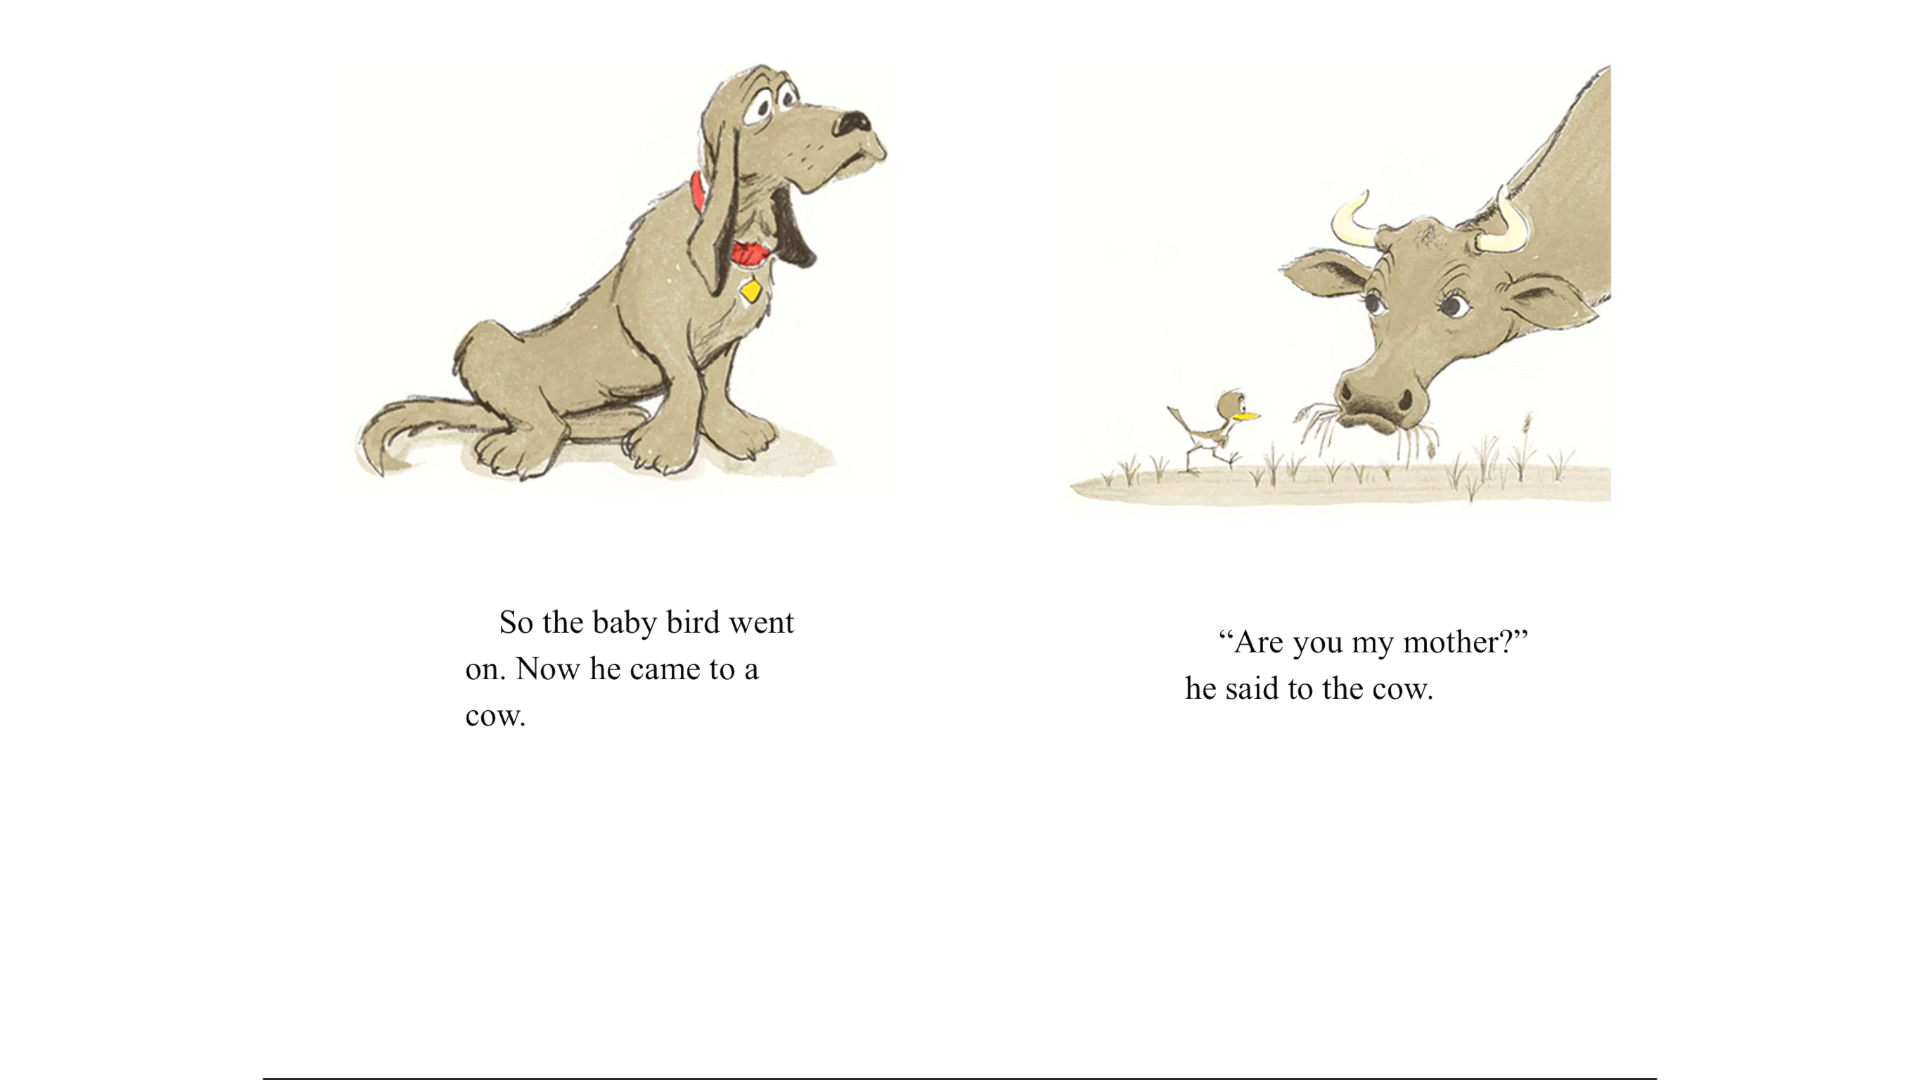 So the baby bird went
on. Now he came to a
cow.
“Are you my mother?”
he said to the cow.